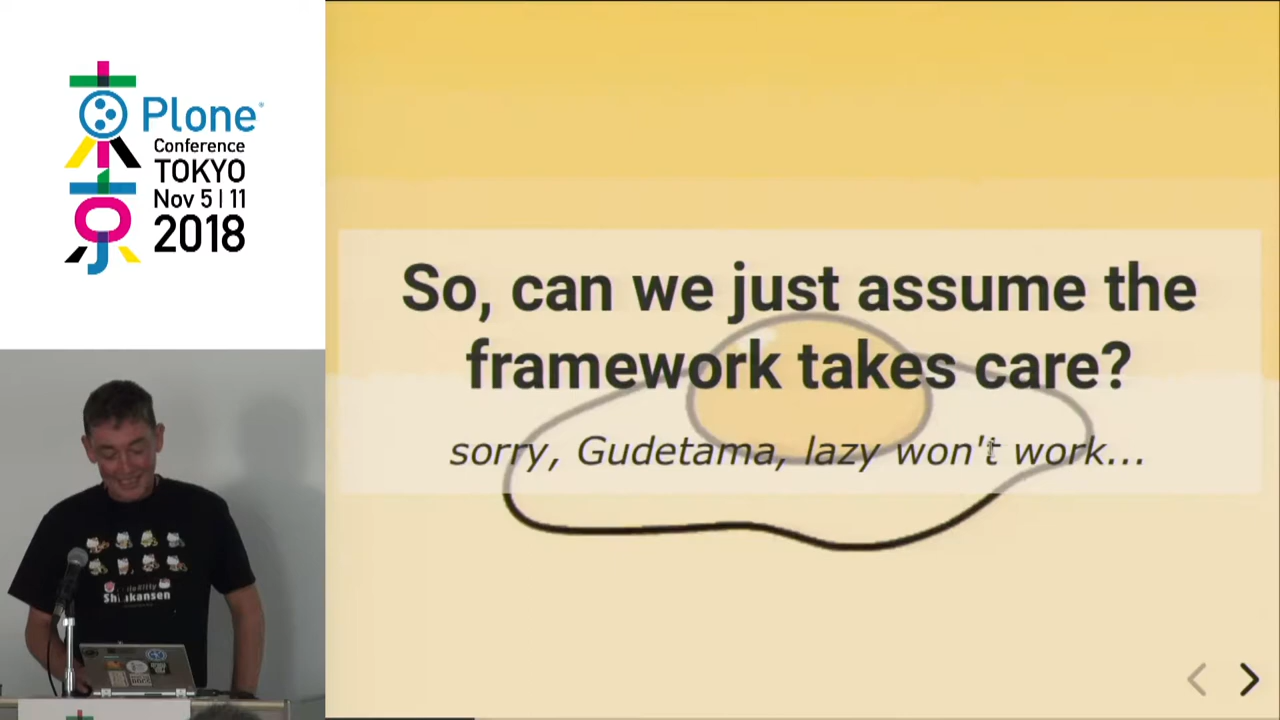 Plone®
Conference
TOKYO
Nov 5 | 11
2018
So, can we just assume the
framework takes care?
sorry, Gudetama, lazy won't work...